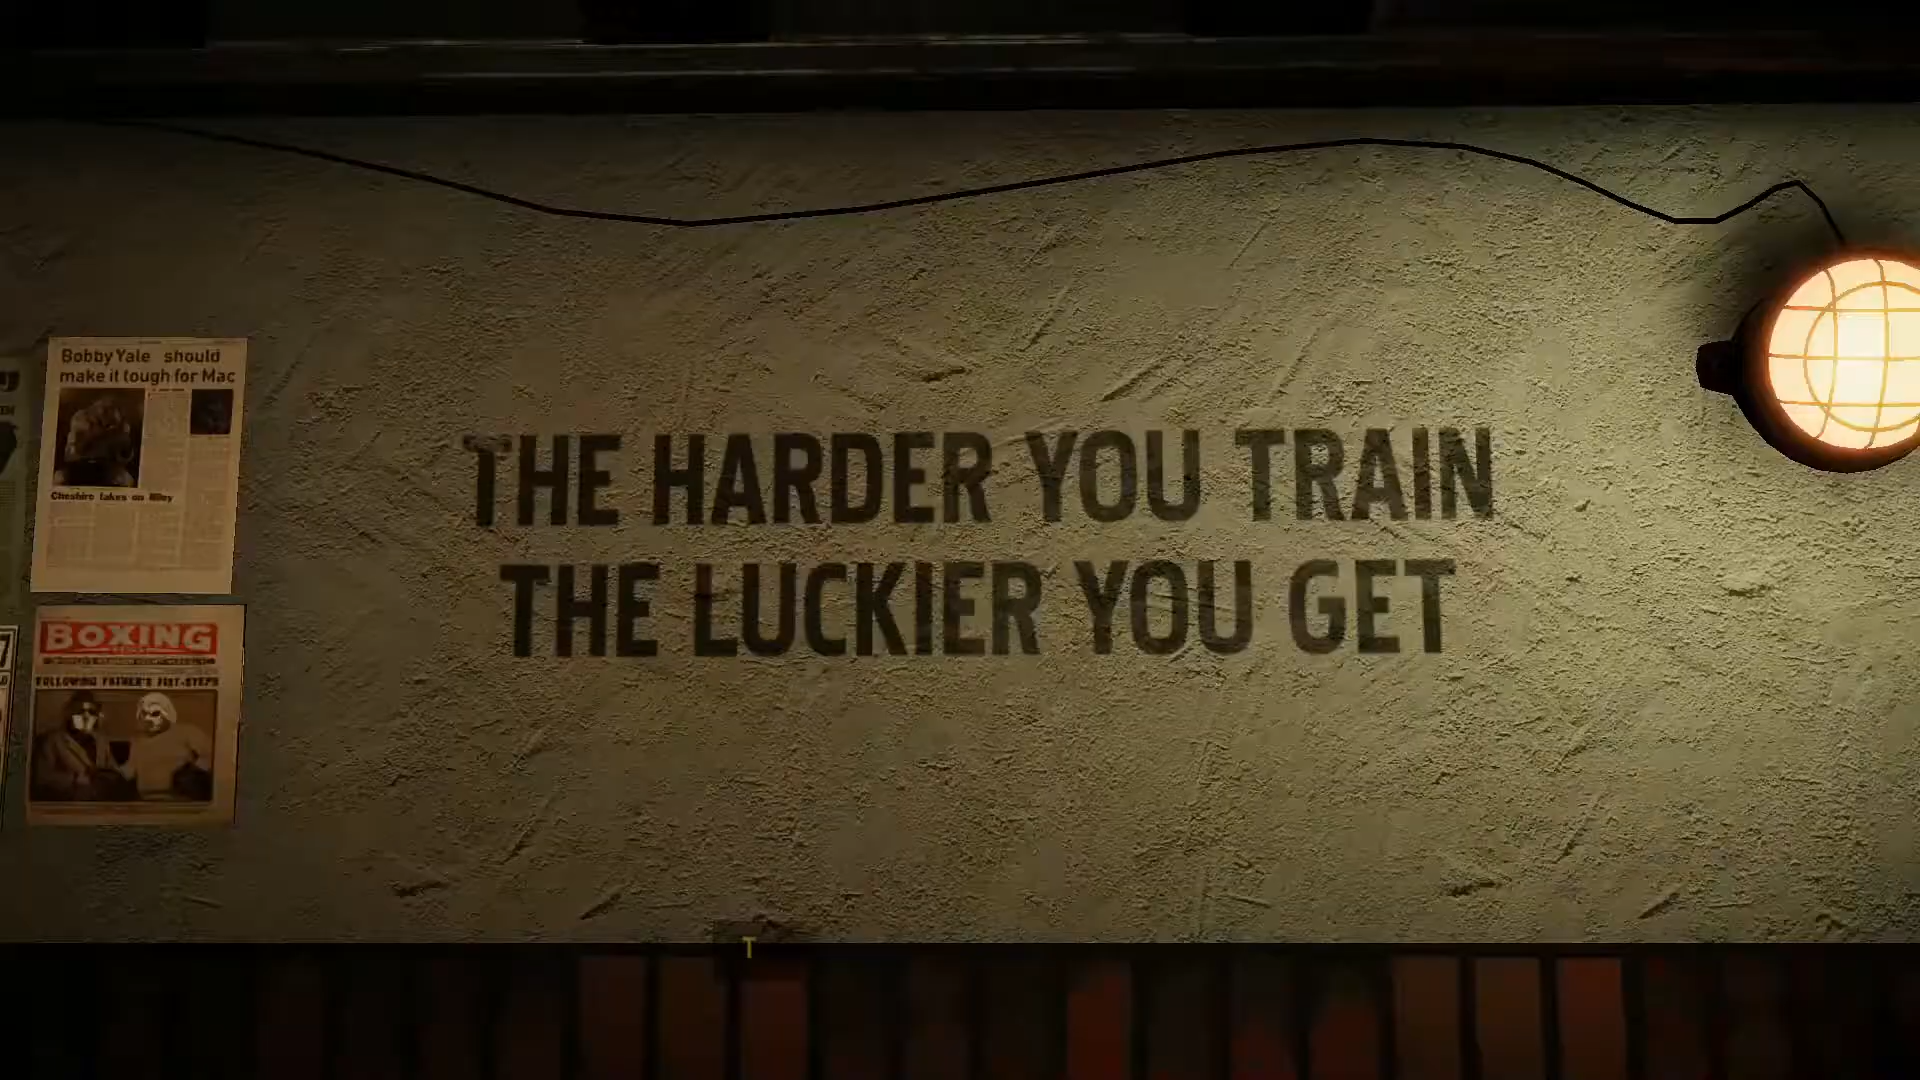 Bobby Yale should
make it tough for Mac
Cheshire takes on Riley
BOXING
FOLLOWING FATHER'S FIST-STEPS
THE HARDER YOU TRAIN
THE LUCKIER YOU GET
T